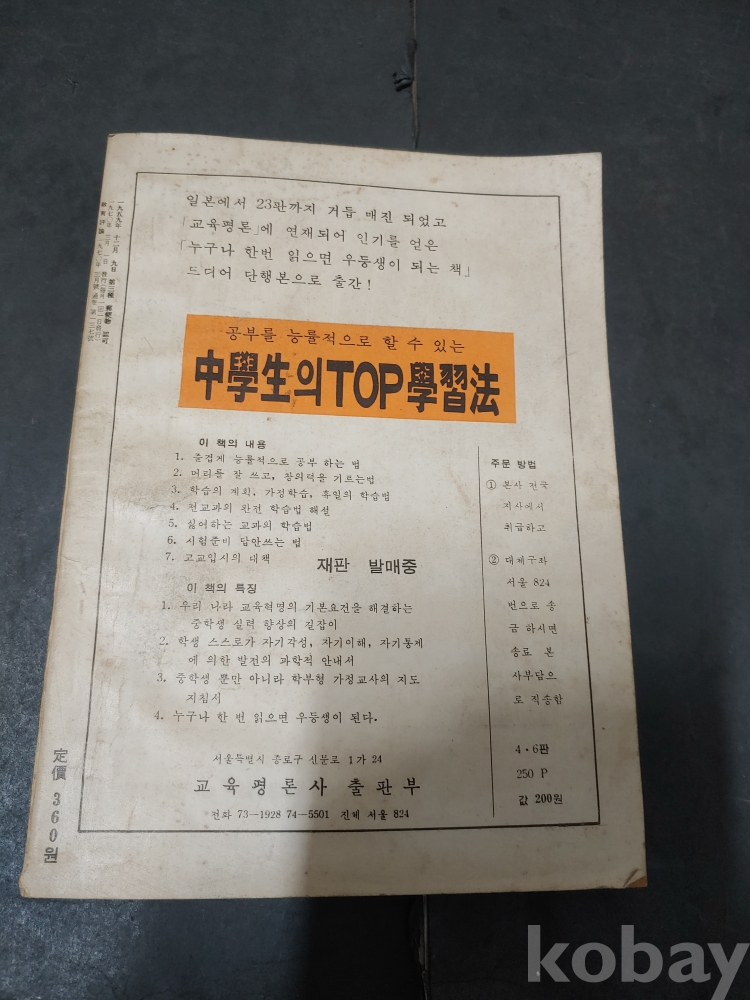 일본에서 23판까지 거듭 매진 되었고
「교육평론」에 연재되어 인기를 얻은
「누구나 한번 읽으면 우등생이 되는 책」
드디어 단행본으로 출간!
공부를 능률적으로 할 수 있는
中學生의TOP學習法
이 책의 내용
1. 즐겁게 능률적으로 공부 하는 법
2. 머리를 잘 쓰고, 창의력을 기르는법
3. 학습의 계획, 가정학습, 휴일의 학습법
4. 전교과의 완전 학습법 해설
5. 싫어하는 교과의 학습법
6. 시험준비 답안쓰는 법
7. 고교입시의 대책
재판 발매중
이 책의 특징
1. 우리 나라 교육혁명의 기본요건을 해결하는
중학생 실력 향상의 길잡이
2. 학생 스스로가 자기각성, 자기이해, 자기통제
에 의한 발전의 과학적 안내서
3. 중학생 뿐만 아니라 학부형 가정교사의 지도
지침서
4. 누구나 한 번 읽으면 우등생이 된다.
주문 방법
① 본사 전국
지사에서
취급하고
② 대체구좌
서울 824
번으로 송
금 하시면
송료 본
사부담으
로 직송함
4·6판
250 P
값 200원
서울특별시 종로구 신문로 1가 24
교육평론사 출판부
전화 73-1928 74-5501 진체 서울 824
一九五九年 十二月 九日 第三種 郵便物 認可
定價 360원
kobay